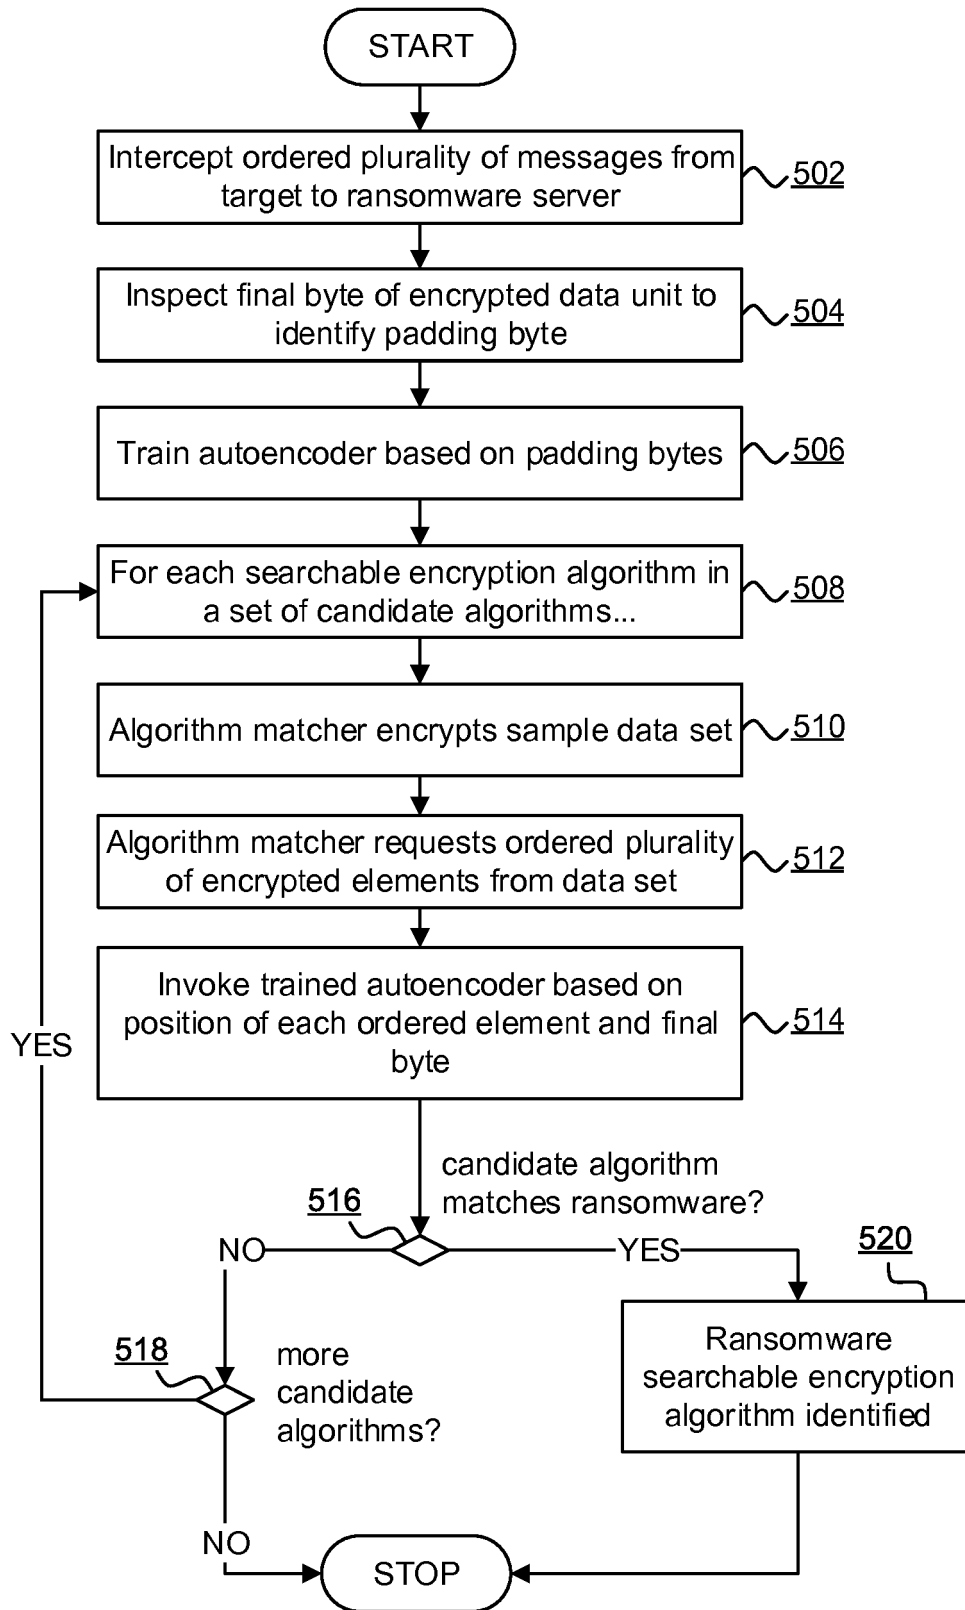 START
Intercept ordered plurality of messages from
target to ransomware server
502
Inspect final byte of encrypted data unit to
identify padding byte
504
Train autoencoder based on padding bytes
506
For each searchable encryption algorithm in
a set of candidate algorithms...
508
Algorithm matcher encrypts sample data set
510
Algorithm matcher requests ordered plurality
of encrypted elements from data set
512
Invoke trained autoencoder based on
position of each ordered element and final
byte
514
YES
candidate algorithm
matches ransomware?
516
NO
YES
520
Ransomware
searchable encryption
algorithm identified
518
more
candidate
algorithms?
NO
STOP